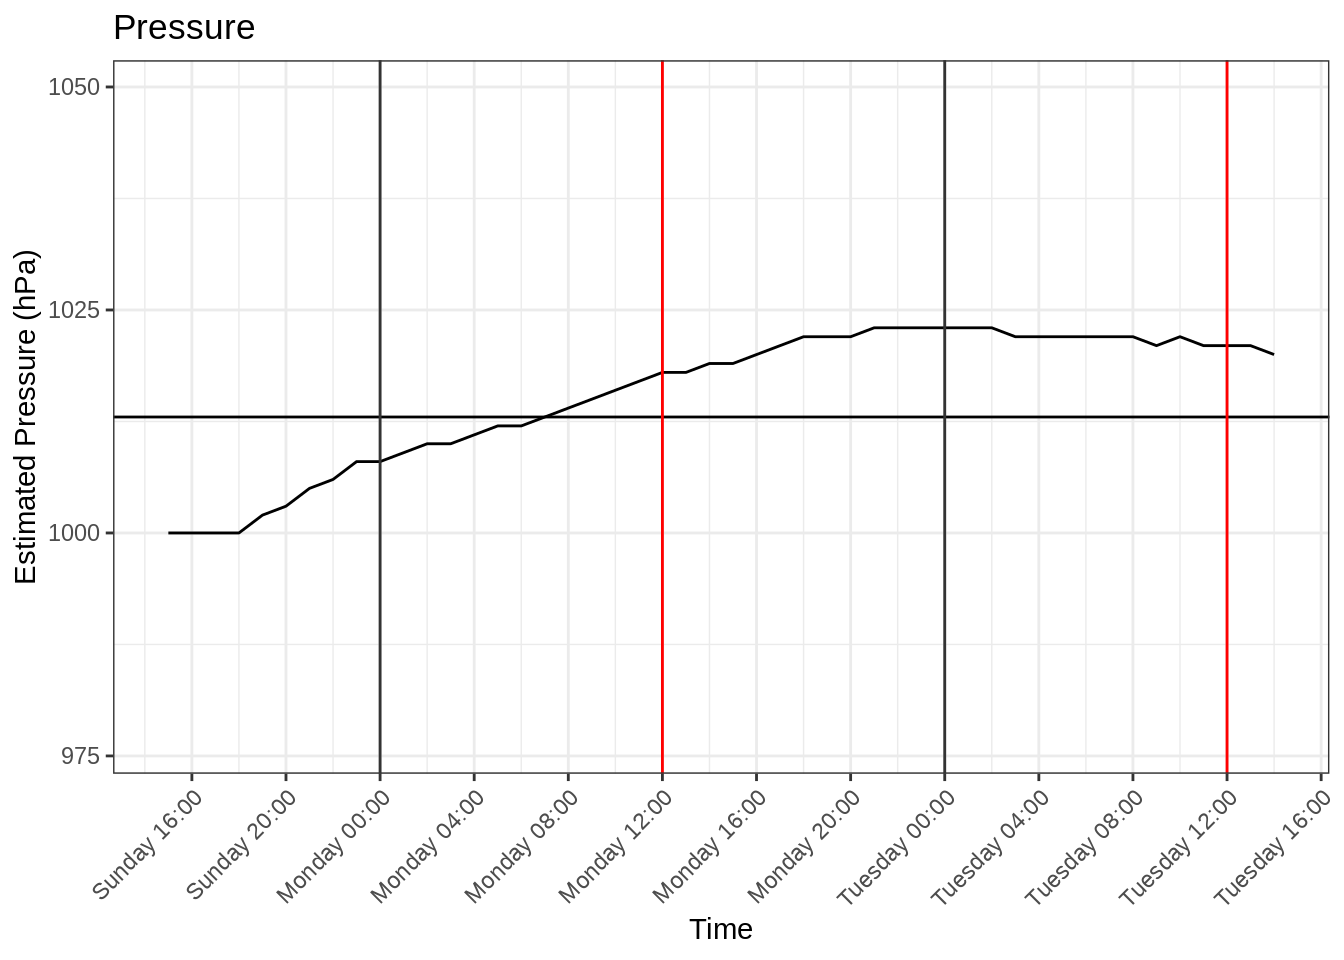 Pressure
Estimated Pressure (hPa)
1050
1025
1000
975
Sunday 16:00
Sunday 20:00
Monday 00:00
Monday 04:00
Monday 08:00
Monday 12:00
Monday 16:00
Monday 20:00
Tuesday 00:00
Tuesday 04:00
Tuesday 08:00
Tuesday 12:00
Tuesday 16:00
Time